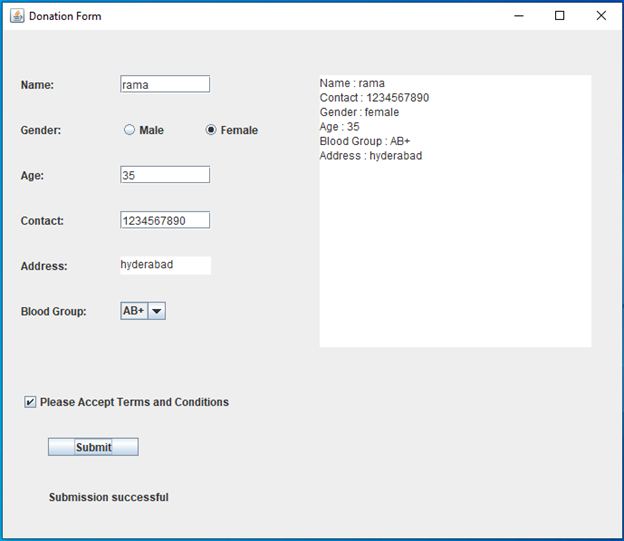 Donation Form
Name: rama
Gender: Male Female
Age: 35
Contact: 1234567890
Address: hyderabad
Blood Group: AB+
Please Accept Terms and Conditions
Submit
Submission successful
Name : rama
Contact : 1234567890
Gender : female
Age : 35
Blood Group : AB+
Address : hyderabad